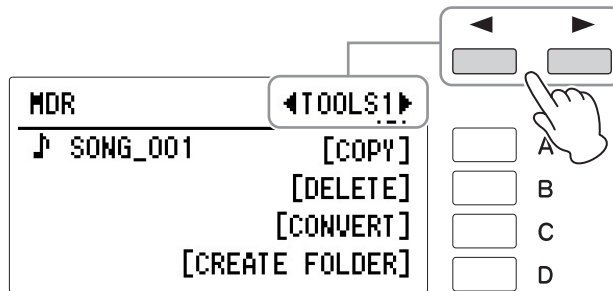 ◀ ▶
MDR ◀TOOLS1▶
♪ SONG_001 [COPY] A
[DELETE] B
[CONVERT] C
[CREATE FOLDER] D